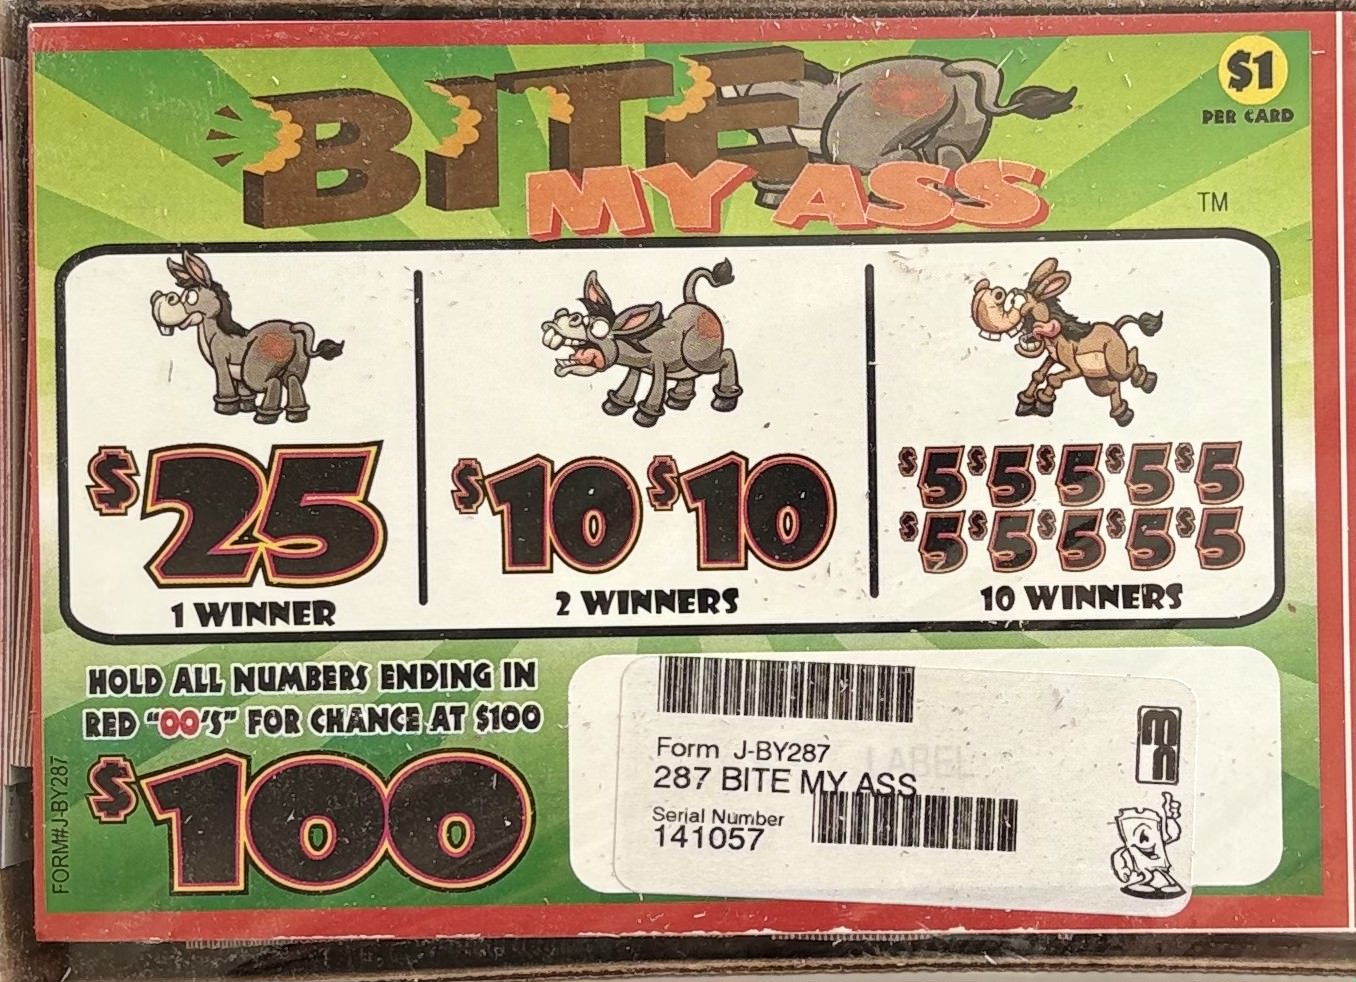 BITE
MY ASS
$1
PER CARD
TM
$25
1 WINNER
$10 $10
2 WINNERS
$5 $5 $5 $5 $5
$5 $5 $5 $5 $5
10 WINNERS
HOLD ALL NUMBERS ENDING IN
RED "00'S" FOR CHANCE AT $100
$100
FORM#J-BY287
LABEL
Form J-BY287
287 BITE MY ASS
Serial Number
141057